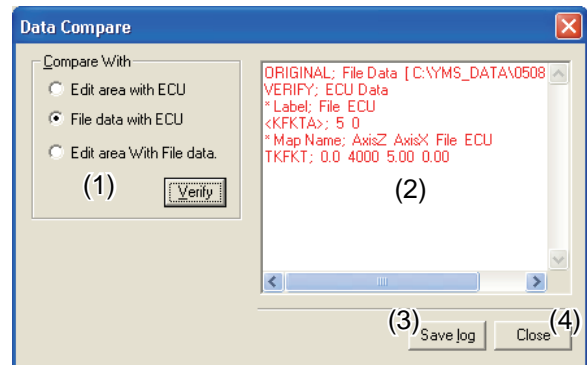 Data Compare
Compare With
Edit area with ECU
File data with ECU
Edit area With File data.
(1)
Verify
ORIGINAL; File Data [ C:\YMS_DATA\0508
VERIFY; ECU Data
* Label; File ECU
<KFKTA>; 5 0
* Map Name; AxisZ AxisX File ECU
TKFKT; 0.0 4000 5.00 0.00
(2)
(3)
Save log
(4)
Close